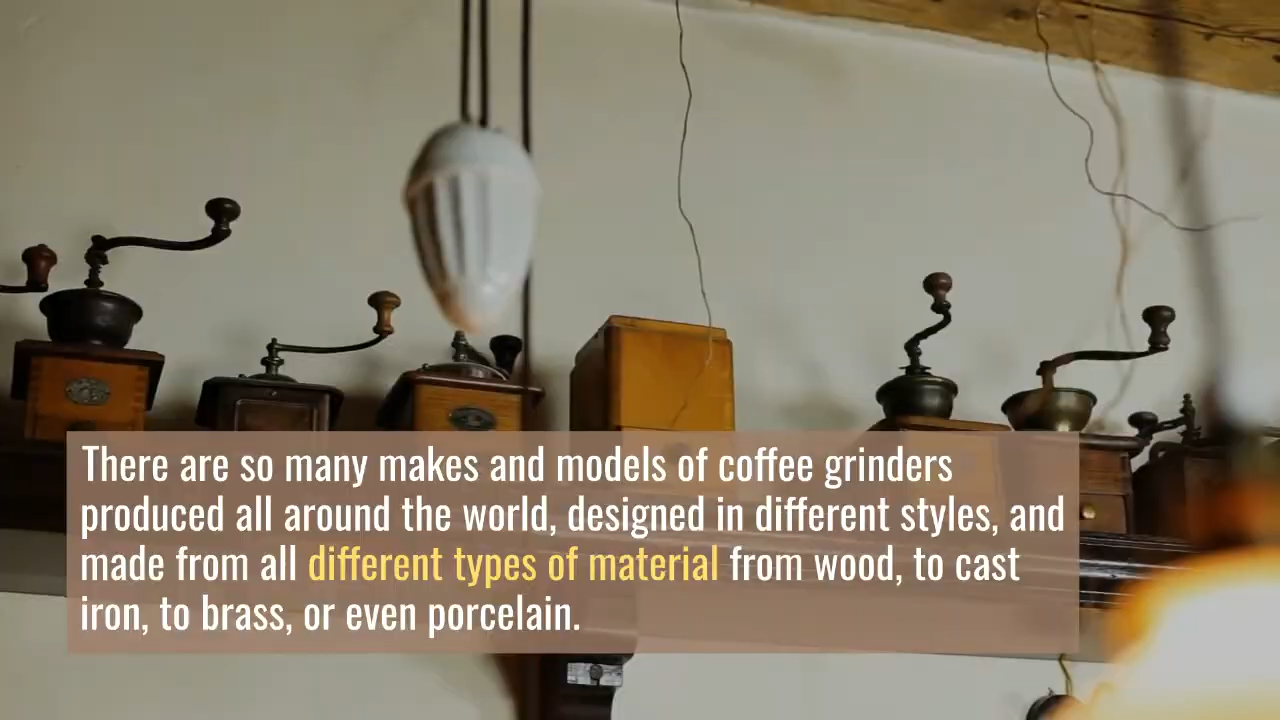 There are so many makes and models of coffee grinders
produced all around the world, designed in different styles, and
made from all different types of material from wood, to cast
iron, to brass, or even porcelain.